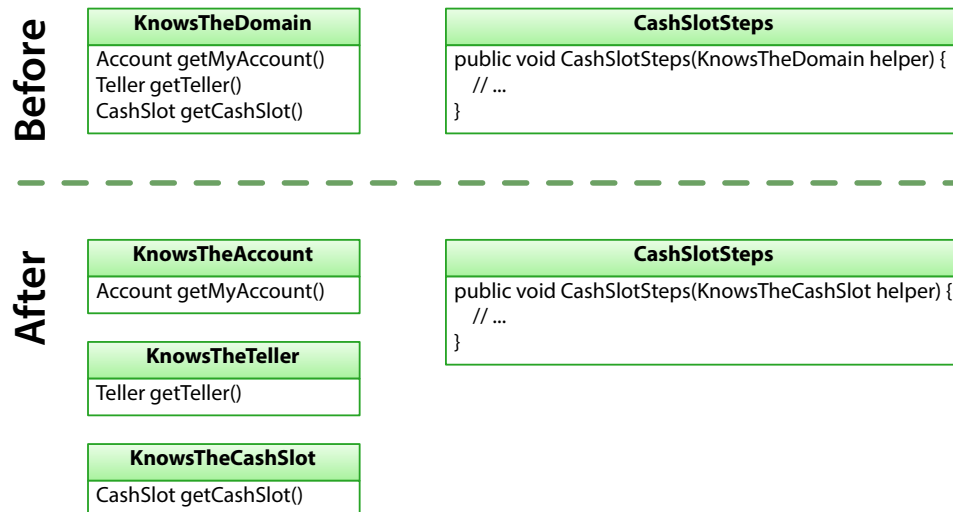 Before
KnowsTheDomain
Account getMyAccount()
Teller getTeller()
CashSlot getCashSlot()
CashSlotSteps
public void CashSlotSteps(KnowsTheDomain helper) {
// ...
}
After
KnowsTheAccount
Account getMyAccount()
KnowsTheTeller
Teller getTeller()
KnowsTheCashSlot
CashSlot getCashSlot()
CashSlotSteps
public void CashSlotSteps(KnowsTheCashSlot helper) {
// ...
}